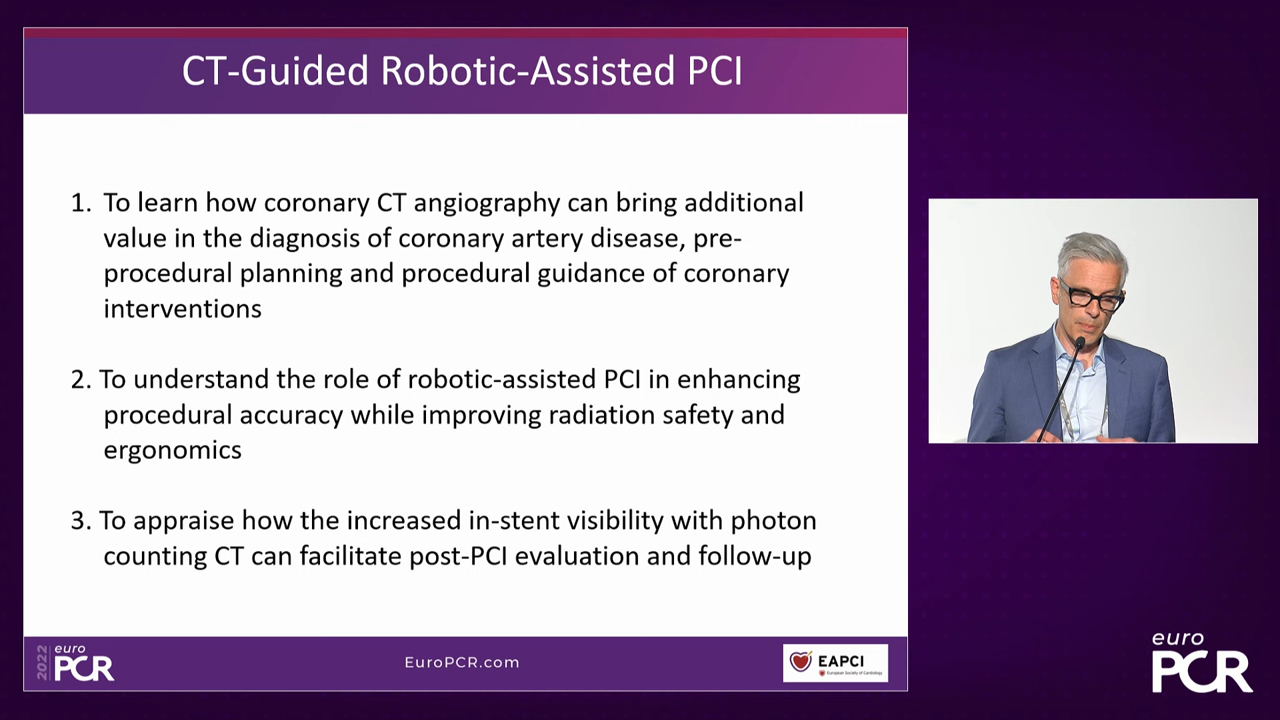 CT-Guided Robotic-Assisted PCI
1. To learn how coronary CT angiography can bring additional
value in the diagnosis of coronary artery disease, pre-
procedural planning and procedural guidance of coronary
interventions
2. To understand the role of robotic-assisted PCI in enhancing
procedural accuracy while improving radiation safety and
ergonomics
3. To appraise how the increased in-stent visibility with photon
counting CT can facilitate post-PCI evaluation and follow-up
2022
euro
PCR
EuroPCR.com
EAPCI
European Society of Cardiology
euro
PCR